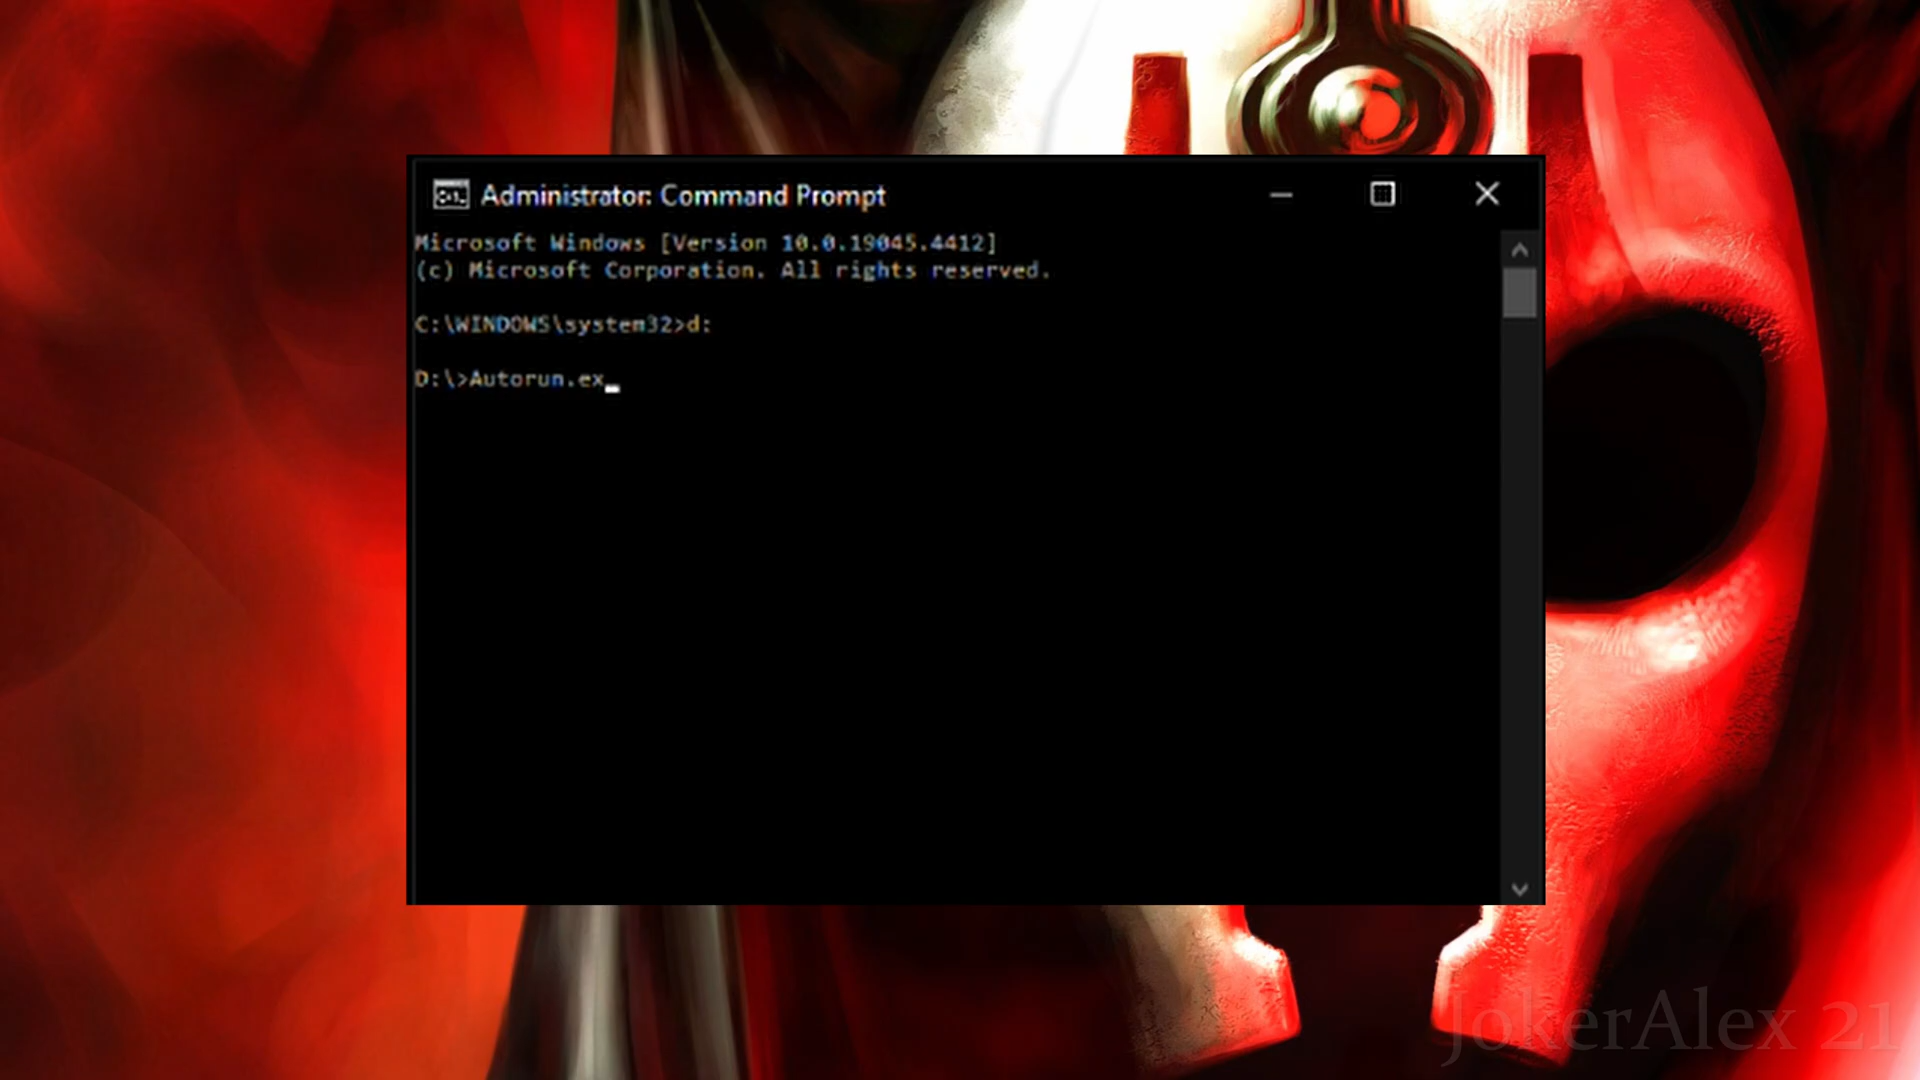 Administrator: Command Prompt
Microsoft Windows [Version 10.0.19045.4412]
(c) Microsoft Corporation. All rights reserved.
C:\WINDOWS\system32>d:
D:\>Autorun.ex
JokerAlex 21